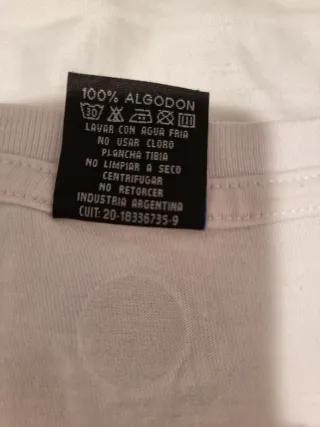 100% ALGODON
30
LAVAR CON AGUA FRIA
NO USAR CLORO
PLANCHA TIBIA
NO LIMPIAR A SECO
CENTRIFUGAR
NO RETORCER
INDUSTRIA ARGENTINA
CUIT: 20-18336735-9